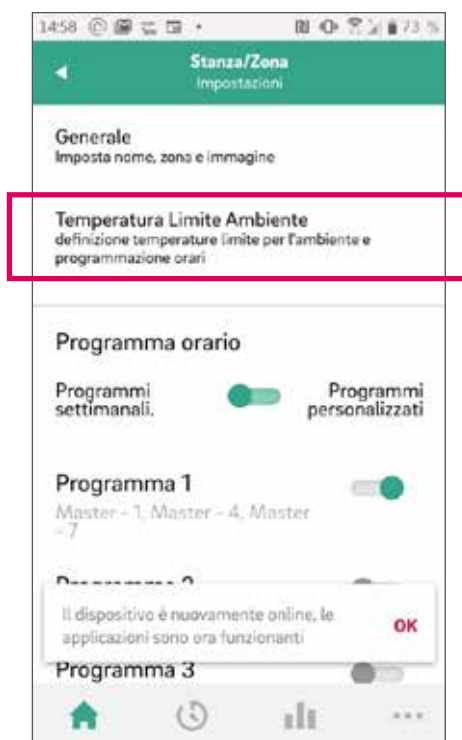 14:58 73 %
Stanza/Zona
Impostazioni
Generale
Imposta nome, zona e immagine
Temperatura Limite Ambiente
definizione temperature limite per l'ambiente e
programmazione orari
Programma orario
Programmi
settimanali.
Programmi
personalizzati
Programma 1
Master - 1, Master - 4, Master
- 7
Il dispositivo è nuovamente online, le
applicazioni sono ora funzionanti
OK
Programma 3